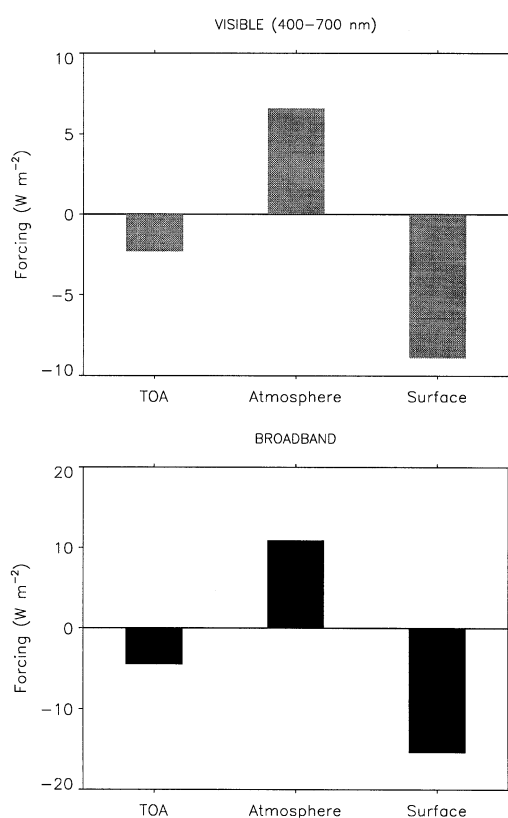 VISIBLE (400–700 nm)
10
5
0
−5
−10
Forcing (W m⁻²)
TOA Atmosphere Surface
BROADBAND
20
10
0
−10
−20
Forcing (W m⁻²)
TOA Atmosphere Surface